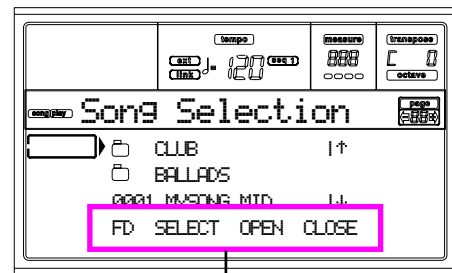 tempo measure transpose
ext link ♩= 120 seq 1 888 C 0
octave
song play Song Selection page
CLUB |↑
BALLADS
0001 MYSONG MID |↓
FD SELECT OPEN CLOSE